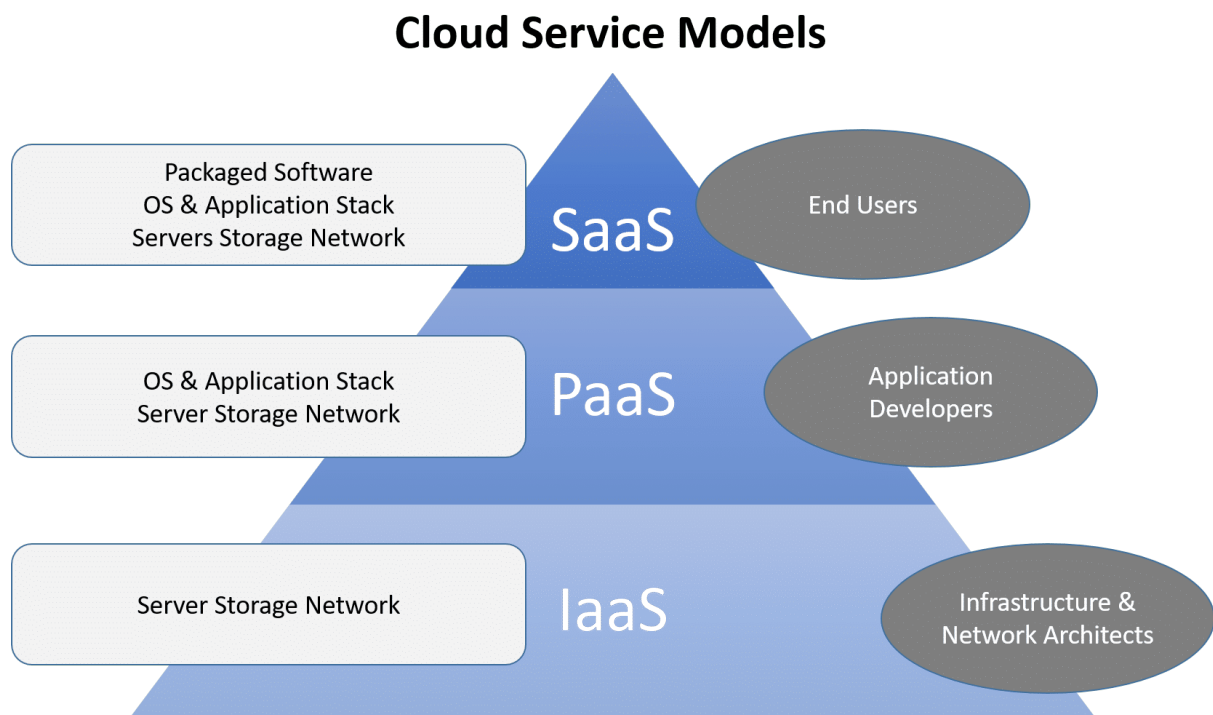 Cloud Service Models
Packaged Software
OS & Application Stack
Servers Storage Network
SaaS
End Users
OS & Application Stack
Server Storage Network
PaaS
Application
Developers
Server Storage Network
IaaS
Infrastructure &
Network Architects